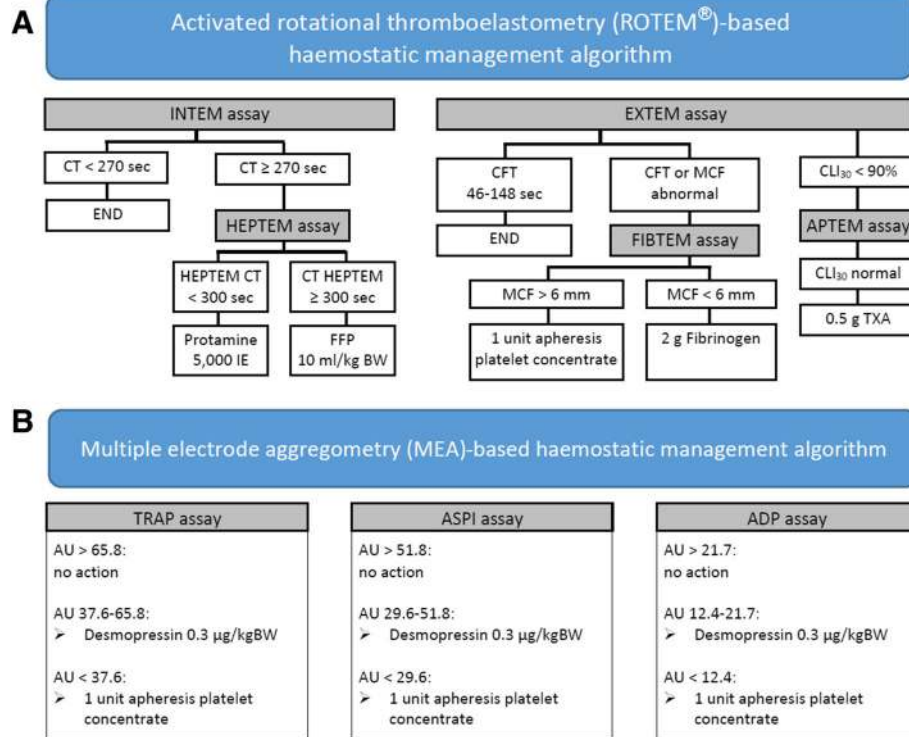 A
Activated rotational thromboelastometry (ROTEM®)-based
haemostatic management algorithm
INTEM assay
CT < 270 sec
CT ≥ 270 sec
END
HEPTEM assay
HEPTEM CT
< 300 sec
CT HEPTEM
≥ 300 sec
Protamine
5,000 IE
FFP
10 ml/kg BW
EXTEM assay
CFT
46-148 sec
CFT or MCF
abnormal
CLI30 < 90%
END
FIBTEM assay
APTEM assay
MCF > 6 mm
MCF < 6 mm
CLI30 normal
1 unit apheresis
platelet concentrate
2 g Fibrinogen
0.5 g TXA
B
Multiple electrode aggregometry (MEA)-based haemostatic management algorithm
TRAP assay
AU > 65.8:
no action
AU 37.6-65.8:
➢ Desmopressin 0.3 µg/kgBW
AU < 37.6:
➢ 1 unit apheresis platelet
concentrate
ASPI assay
AU > 51.8:
no action
AU 29.6-51.8:
➢ Desmopressin 0.3 µg/kgBW
AU < 29.6:
➢ 1 unit apheresis platelet
concentrate
ADP assay
AU > 21.7:
no action
AU 12.4-21.7:
➢ Desmopressin 0.3 µg/kgBW
AU < 12.4:
➢ 1 unit apheresis platelet
concentrate